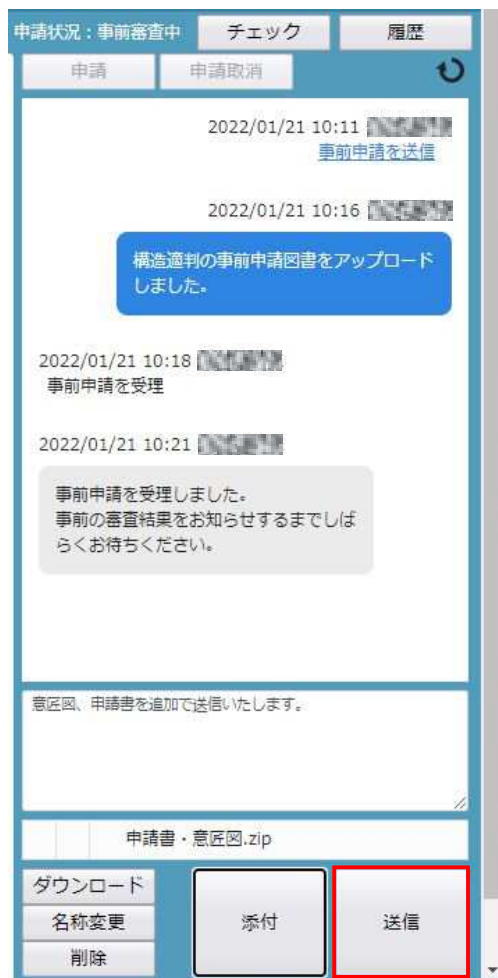 申請状況：事前審査中 チェック 履歴
申請 申請取消
2022/01/21 10:11
事前申請を送信
2022/01/21 10:16
構造適判の事前申請図書をアップロード
しました。
2022/01/21 10:18
事前申請を受理
2022/01/21 10:21
事前申請を受理しました。
事前の審査結果をお知らせするまでしば
らくお待ちください。
意匠図、申請書を追加で送信いたします。
申請書・意匠図.zip
ダウンロード
名称変更
削除
添付
送信